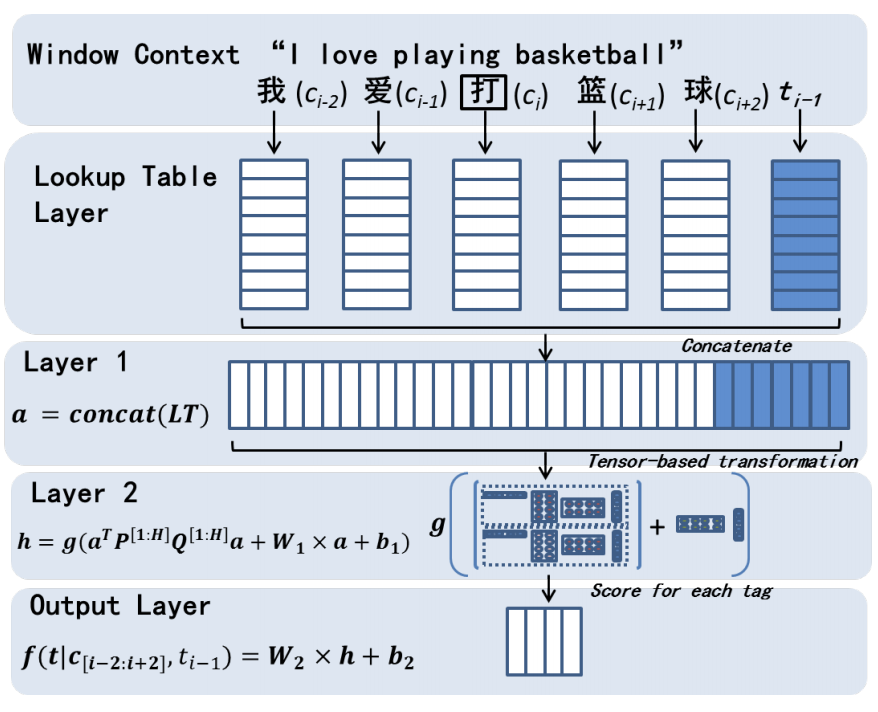 Window Context “I love playing basketball”
我 (c_{i-2}) 爱(c_{i-1}) 打 (c_i) 篮(c_{i+1}) 球(c_{i+2}) t_{i-1}
Lookup Table
Layer
Concatenate
Layer 1
a = concat(LT)
Tensor-based transformation
Layer 2
h = g(a^T P^{[1:H]} Q^{[1:H]} a + W_1 × a + b_1)
g
+
Score for each tag
Output Layer
f(t|c_{[i-2:i+2]}, t_{i-1}) = W_2 × h + b_2